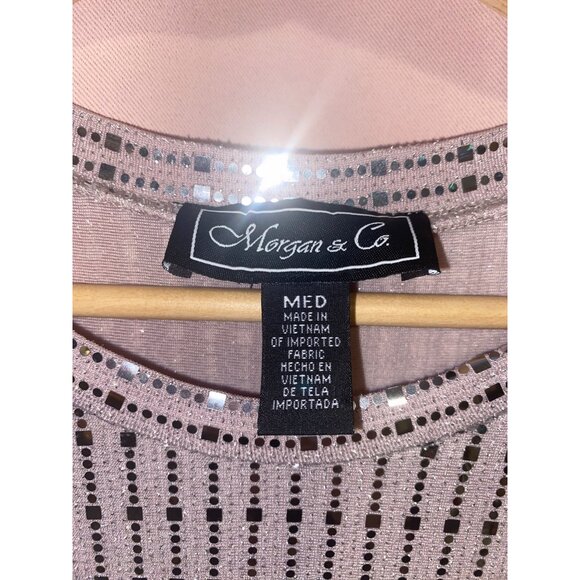 Morgan & Co.
MED
MADE IN
VIETNAM
OF IMPORTED
FABRIC
HECHO EN
VIETNAM
DE TELA
IMPORTADA